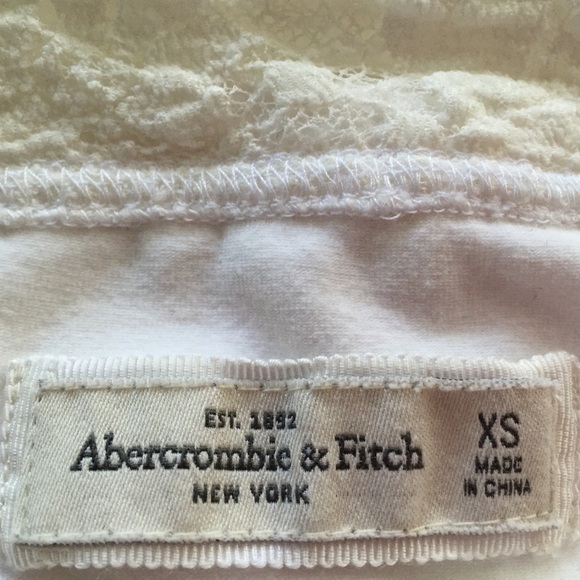 EST. 1892
Abercrombie & Fitch
NEW YORK
XS
MADE
IN CHINA